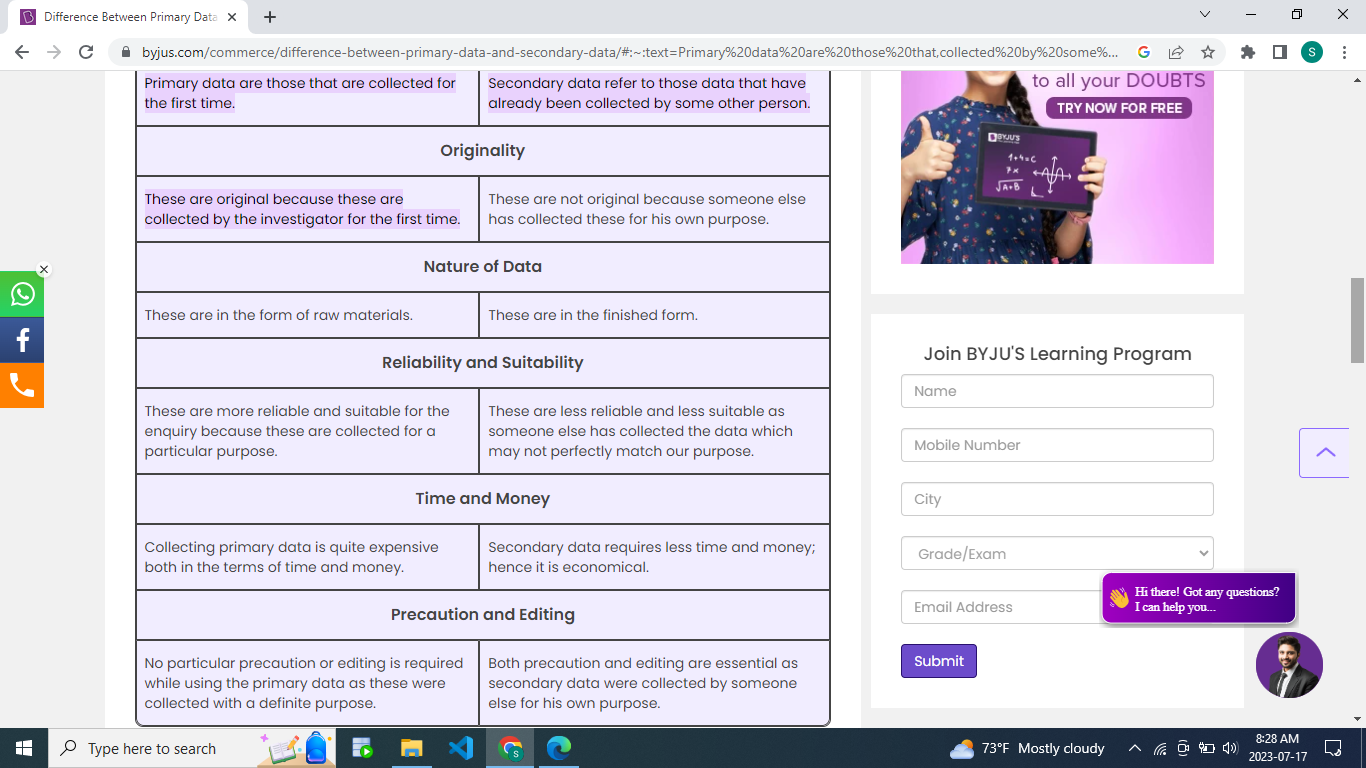 Difference Between Primary Data
byjus.com/commerce/difference-between-primary-data-and-secondary-data/#:~:text=Primary%20data%20are%20those%20that,collected%20by%20some%...
S
Primary data are those that are collected for
the first time.
Secondary data refer to those data that have
already been collected by some other person.
Originality
These are original because these are
collected by the investigator for the first time.
These are not original because someone else
has collected these for his own purpose.
Nature of Data
These are in the form of raw materials.
These are in the finished form.
Reliability and Suitability
These are more reliable and suitable for the
enquiry because these are collected for a
particular purpose.
These are less reliable and less suitable as
someone else has collected the data which
may not perfectly match our purpose.
Time and Money
Collecting primary data is quite expensive
both in the terms of time and money.
Secondary data requires less time and money;
hence it is economical.
Precaution and Editing
No particular precaution or editing is required
while using the primary data as these were
collected with a definite purpose.
Both precaution and editing are essential as
secondary data were collected by someone
else for his own purpose.
to all your DOUBTS
TRY NOW FOR FREE
BYJU'S
1+4=C
7x
√A+B
Join BYJU'S Learning Program
Name
Mobile Number
City
Grade/Exam
Email Address
Hi there! Got any questions?
I can help you...
Submit
Type here to search
S
73°F Mostly cloudy
8:28 AM
2023-07-17